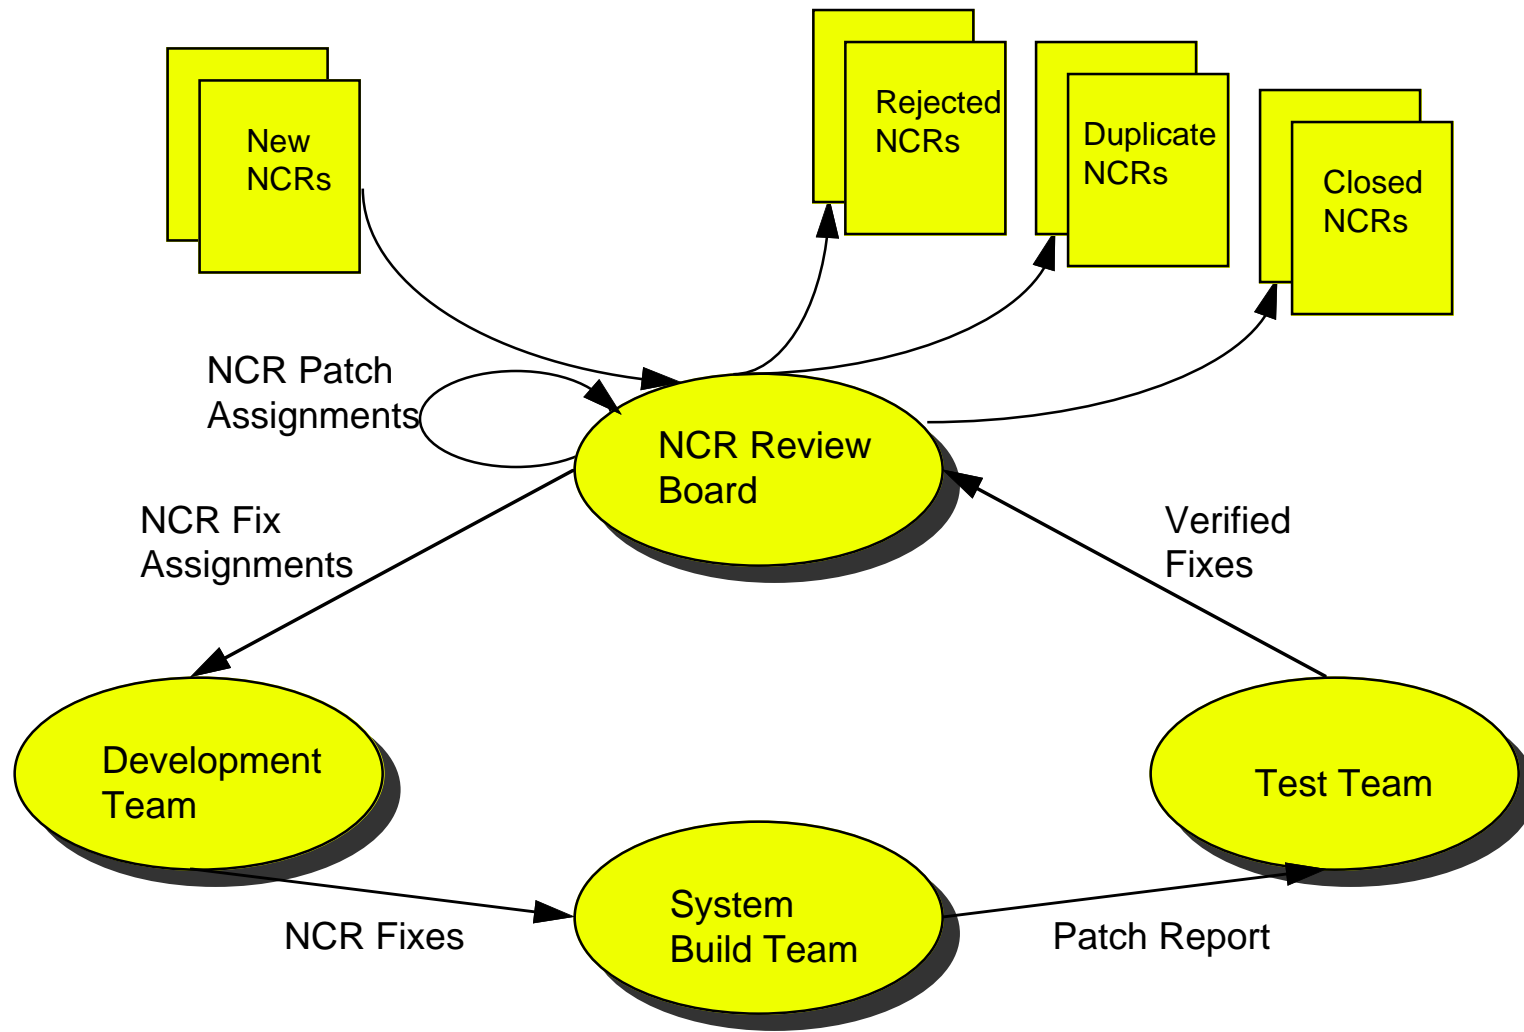 New
NCRs
Rejected
NCRs
Duplicate
NCRs
Closed
NCRs
NCR Patch
Assignments
NCR Review
Board
NCR Fix
Assignments
Verified
Fixes
Development
Team
Test Team
System
Build Team
NCR Fixes
Patch Report